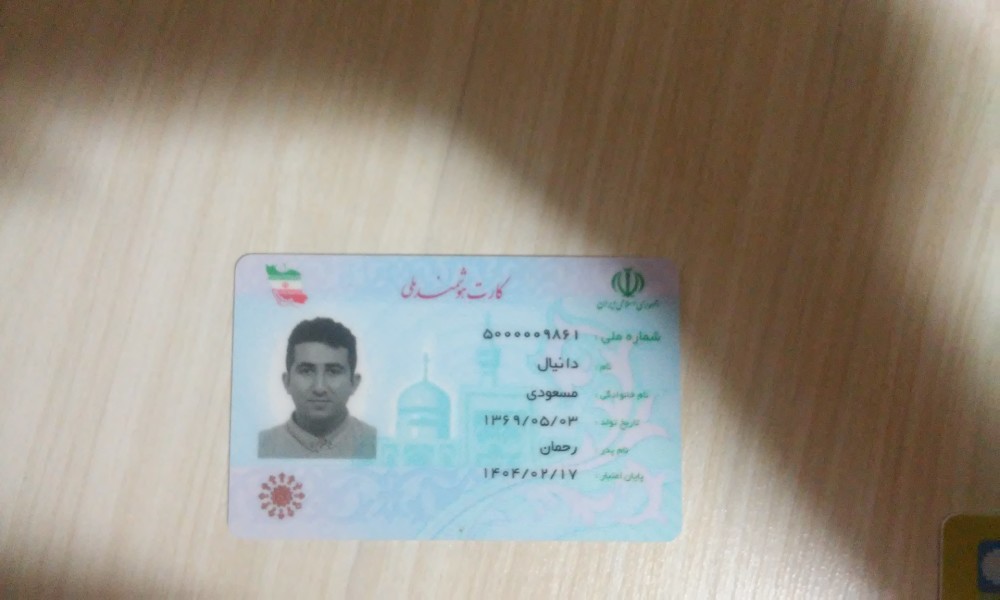 کارت هوشمند ملی
جمهوری اسلامی ایران
شماره ملی: ۵۰۰۰۰۰۹۸۶۱
نام: دانیال
نام خانوادگی: مسعودی
تاریخ تولد: ۱۳۶۹/۰۵/۰۳
نام پدر: رحمان
پایان اعتبار: ۱۴۰۴/۰۲/۱۷